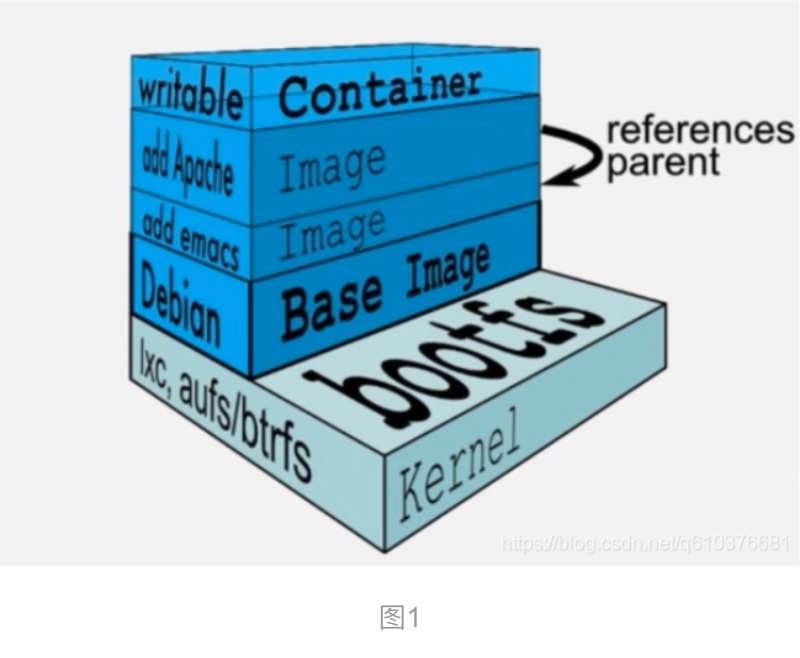 writable Container
add Apache Image
references
parent
add emacs Image
Debian Base Image
bootfs
lxc, aufs/btrfs
Kernel
https://blog.csdn.net/q610376681
图1